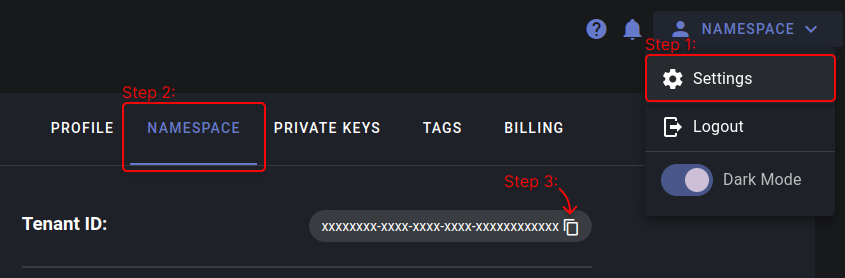 NAMESPACE
Step 1:
Settings
Step 2:
PROFILE NAMESPACE PRIVATE KEYS TAGS BILLING
Logout
Step 3:
Dark Mode
Tenant ID: xxxxxxxx-xxxx-xxxx-xxxx-xxxxxxxxxxxx